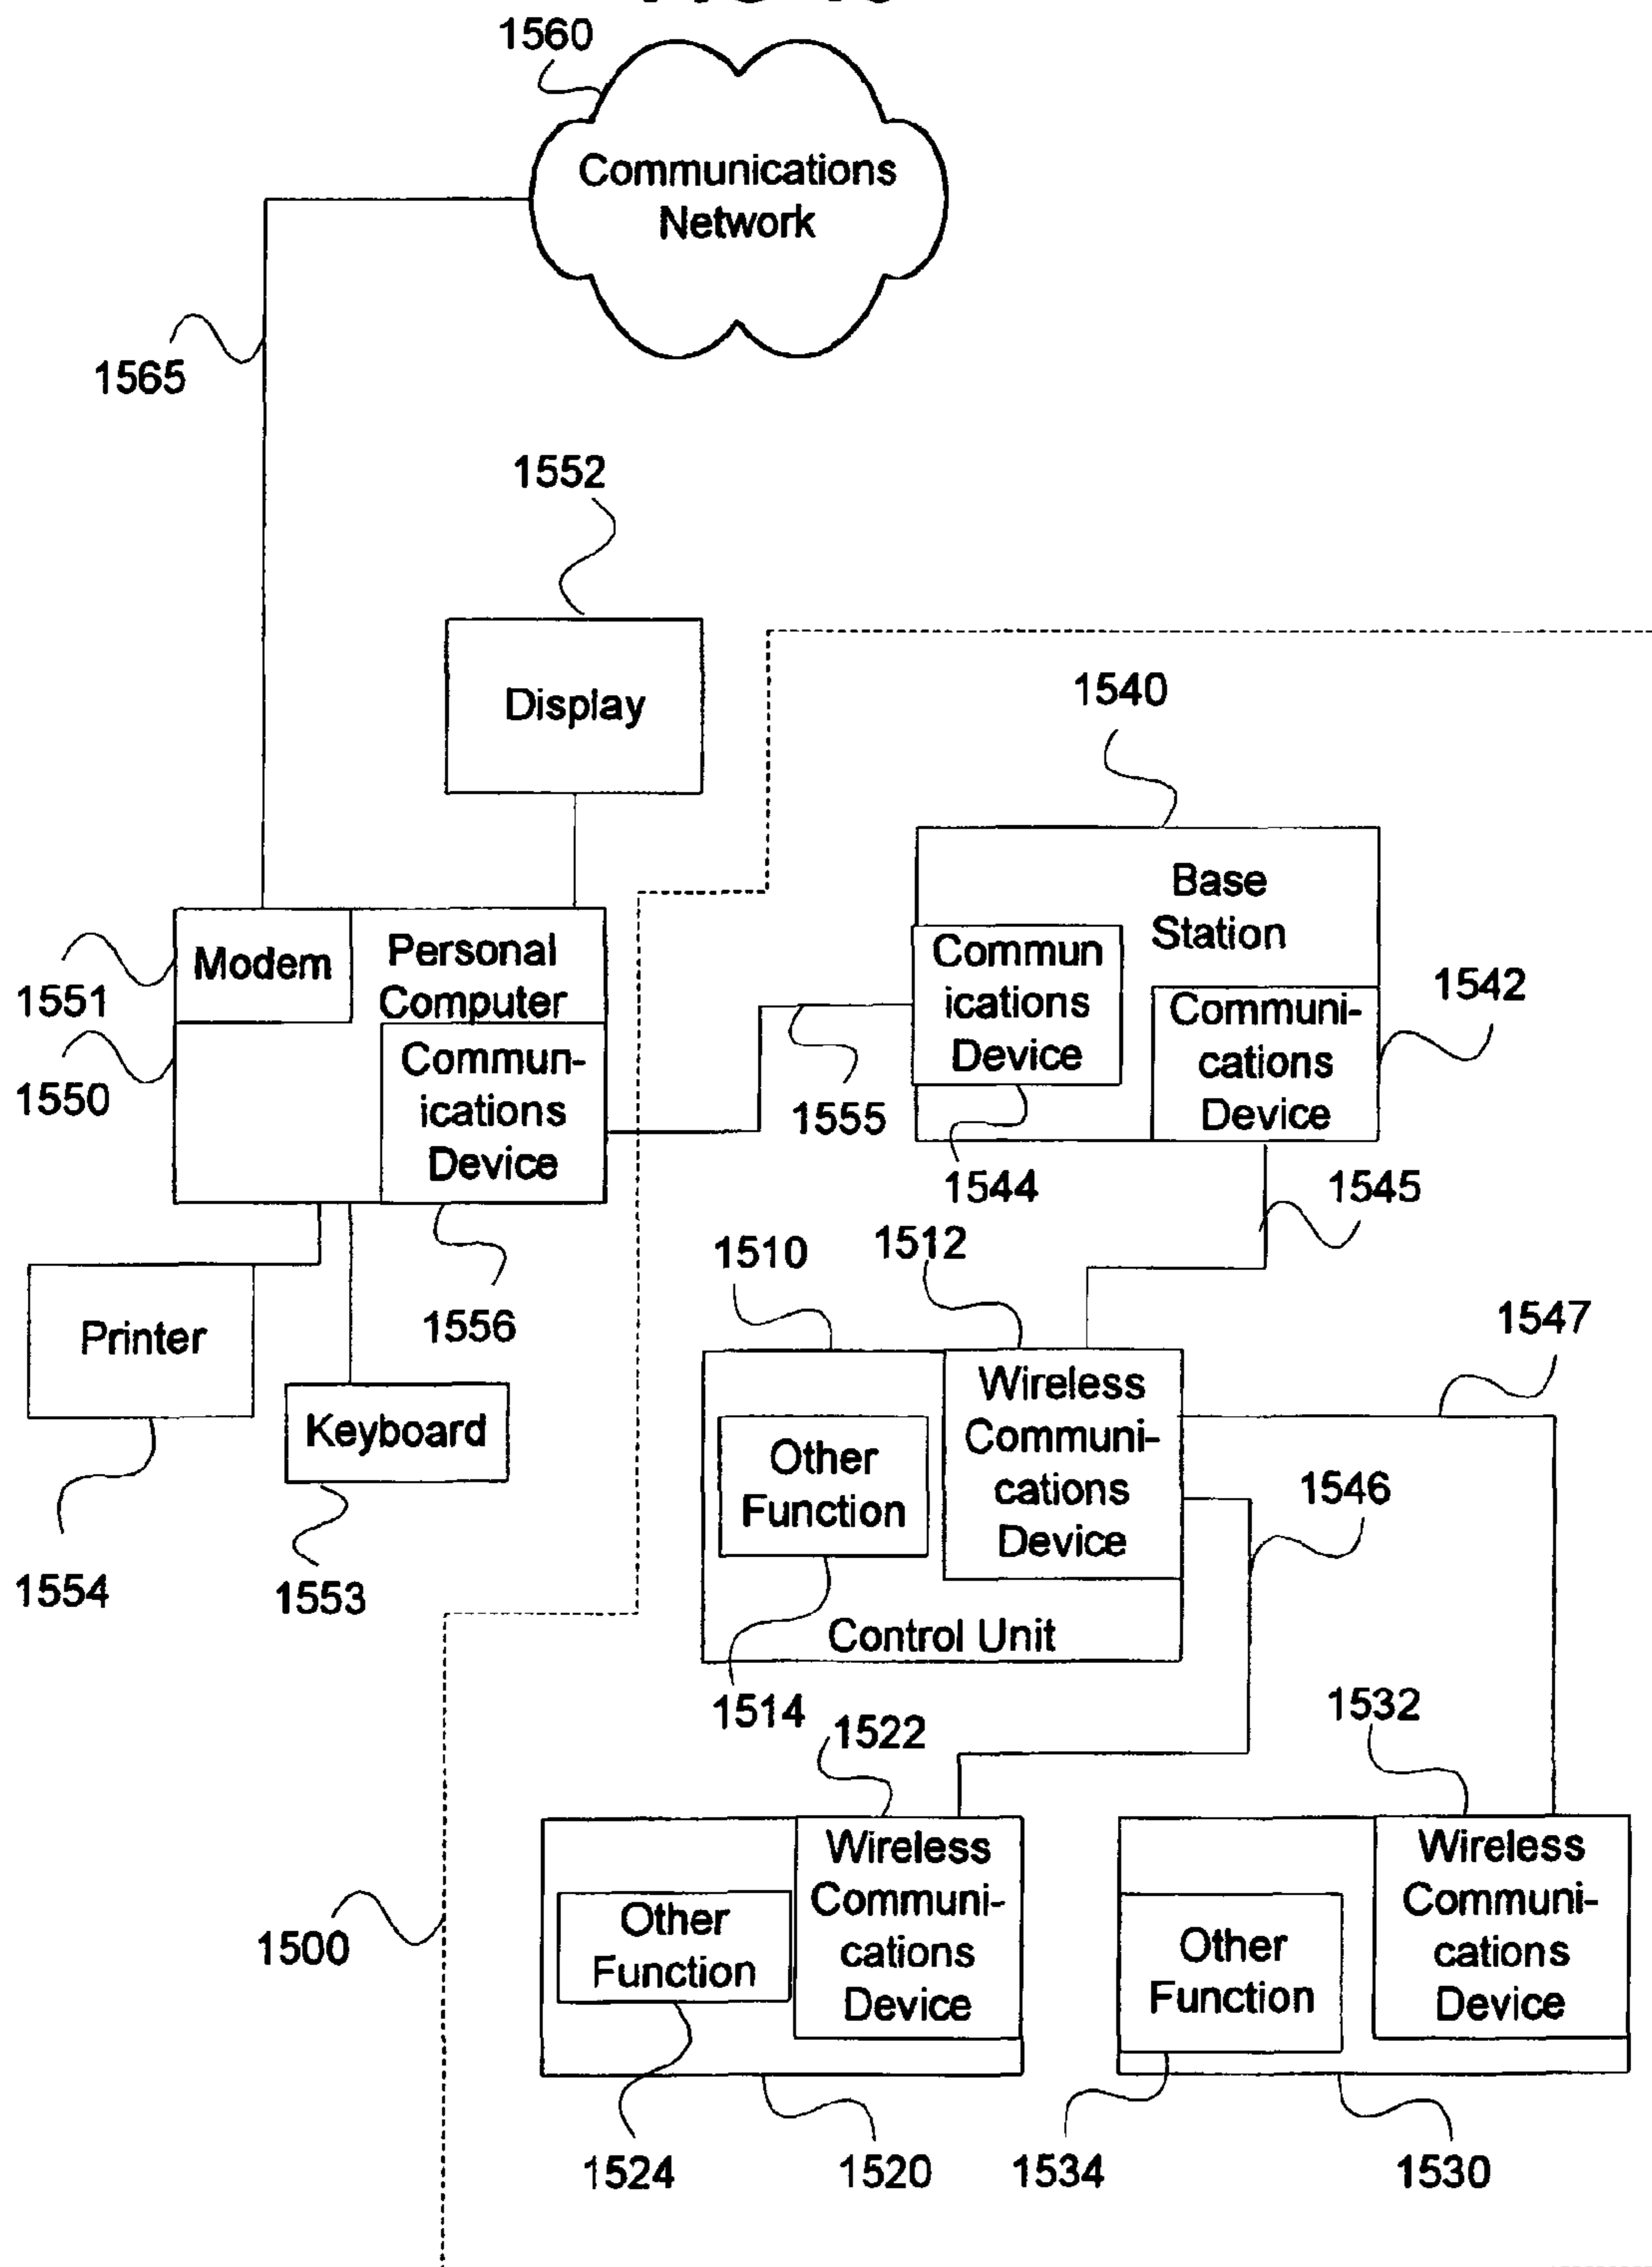 1560
Communications
Network
1565
1552
Display
1540
Base
Station
Modem
Personal
Computer
1551
1550
Commun-
ications
Device
Commun
ications
Device
Communi-
cations
Device
1542
1555
1544
1545
1556
Printer
Keyboard
1554
1553
1510
1512
1547
Wireless
Communi-
cations
Device
Other
Function
1546
Control Unit
1514
1522
1532
1500
Other
Function
Wireless
Communi-
cations
Device
Other
Function
Wireless
Communi-
cations
Device
1524
1520
1534
1530